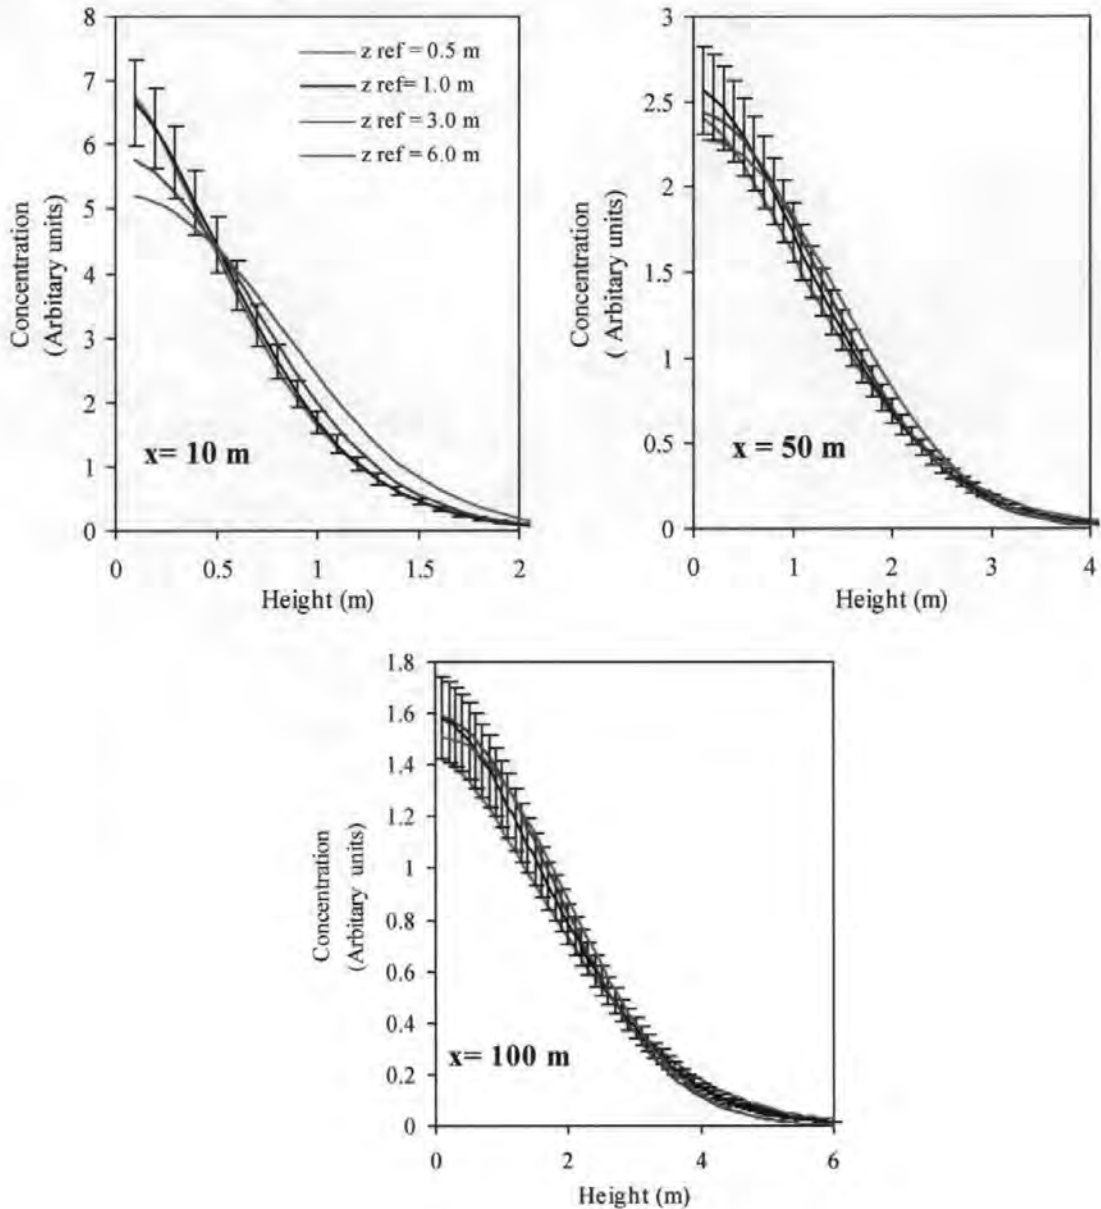 8
7
6
5
4
3
2
1
0
Concentration
(Arbitary units)
z ref = 0.5 m
z ref= 1.0 m
z ref = 3.0 m
z ref = 6.0 m
x= 10 m
0 0.5 1 1.5 2
Height (m)
3
2.5
2
1.5
1
0.5
0
Concentration
( Arbitary units)
x = 50 m
0 1 2 3 4
Height (m)
1.8
1.6
1.4
1.2
1
0.8
0.6
0.4
0.2
0
Concentration
(Arbitary units)
x= 100 m
0 2 4 6
Height (m)